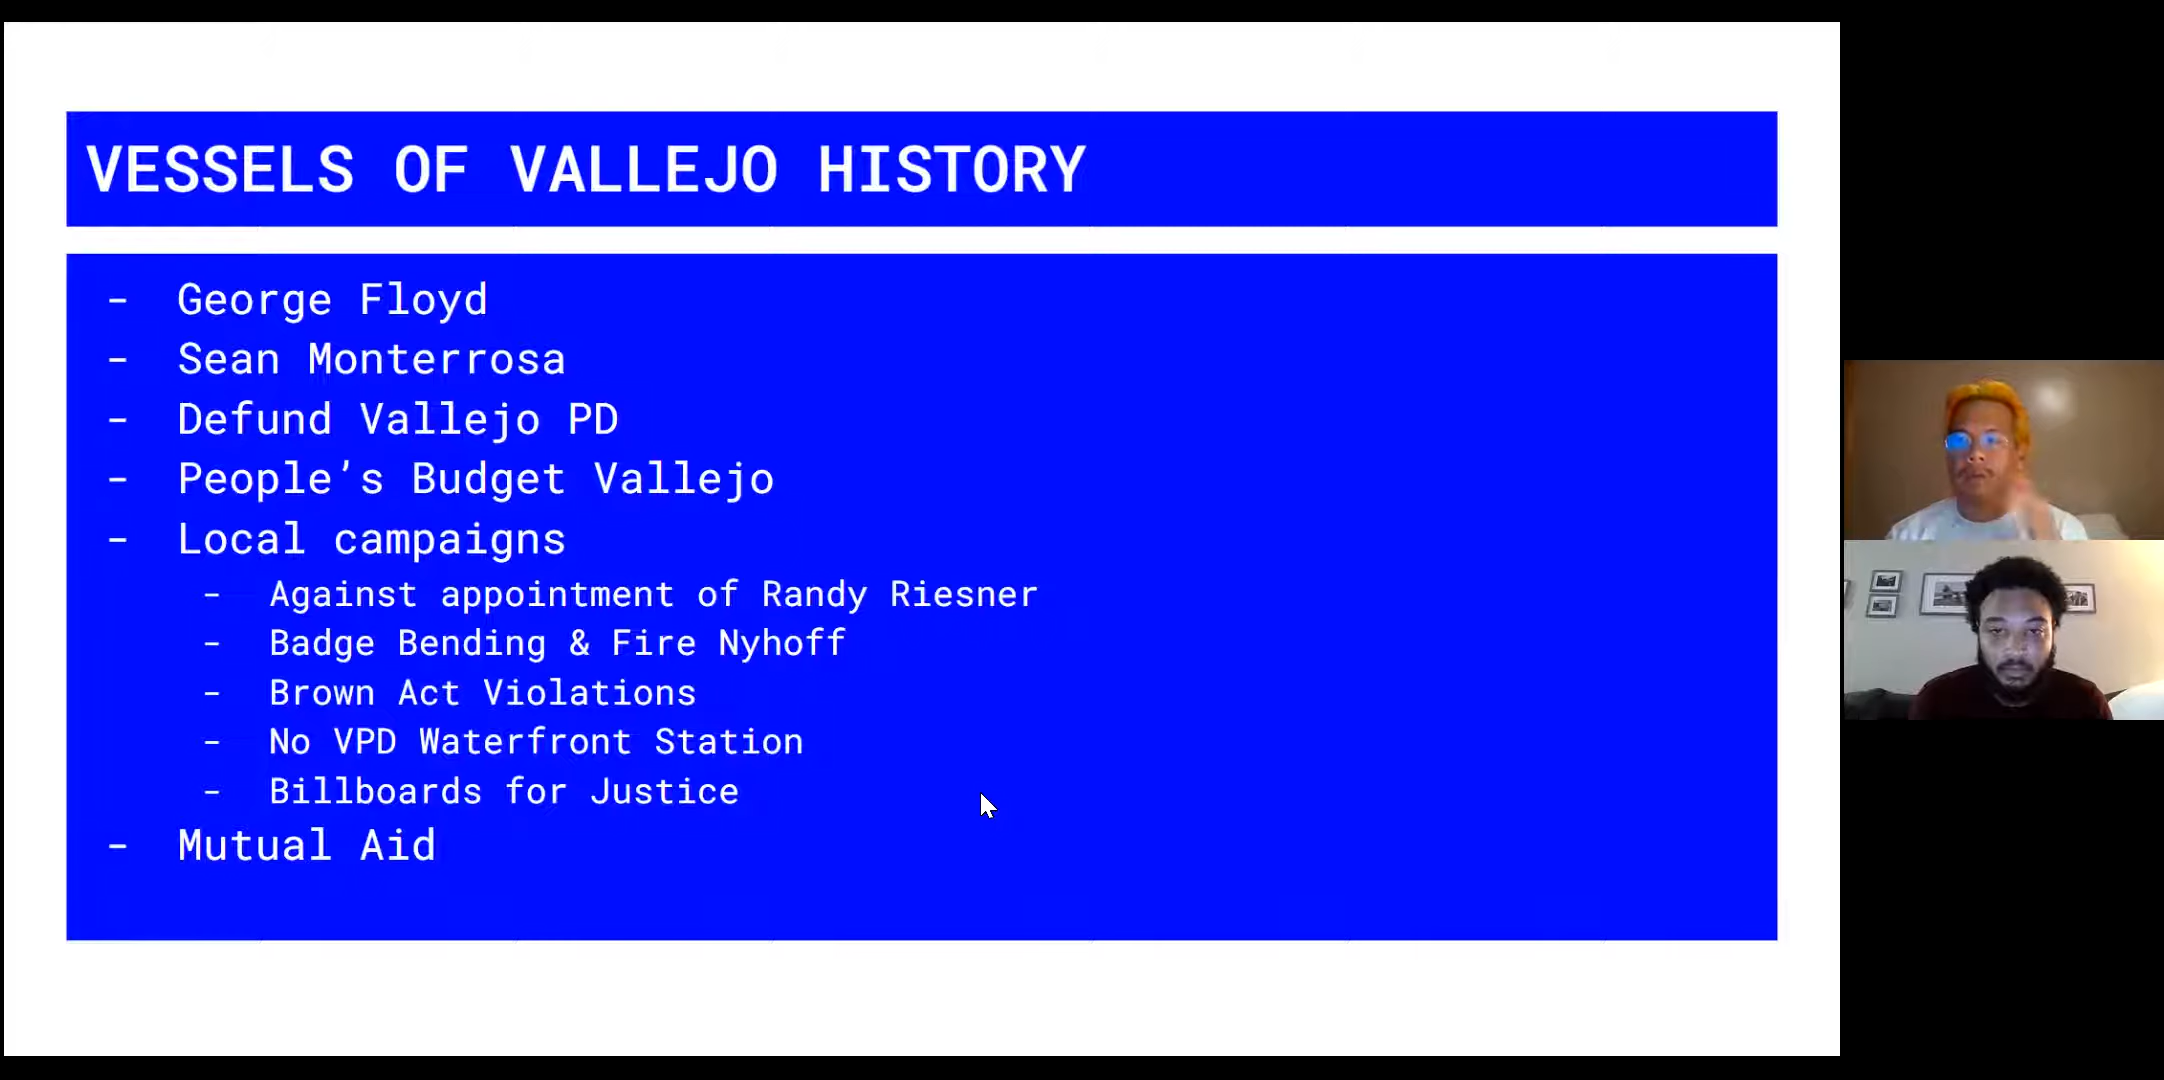 VESSELS OF VALLEJO HISTORY
- George Floyd
- Sean Monterrosa
- Defund Vallejo PD
- People’s Budget Vallejo
- Local campaigns
- Against appointment of Randy Riesner
- Badge Bending & Fire Nyhoff
- Brown Act Violations
- No VPD Waterfront Station
- Billboards for Justice
- Mutual Aid